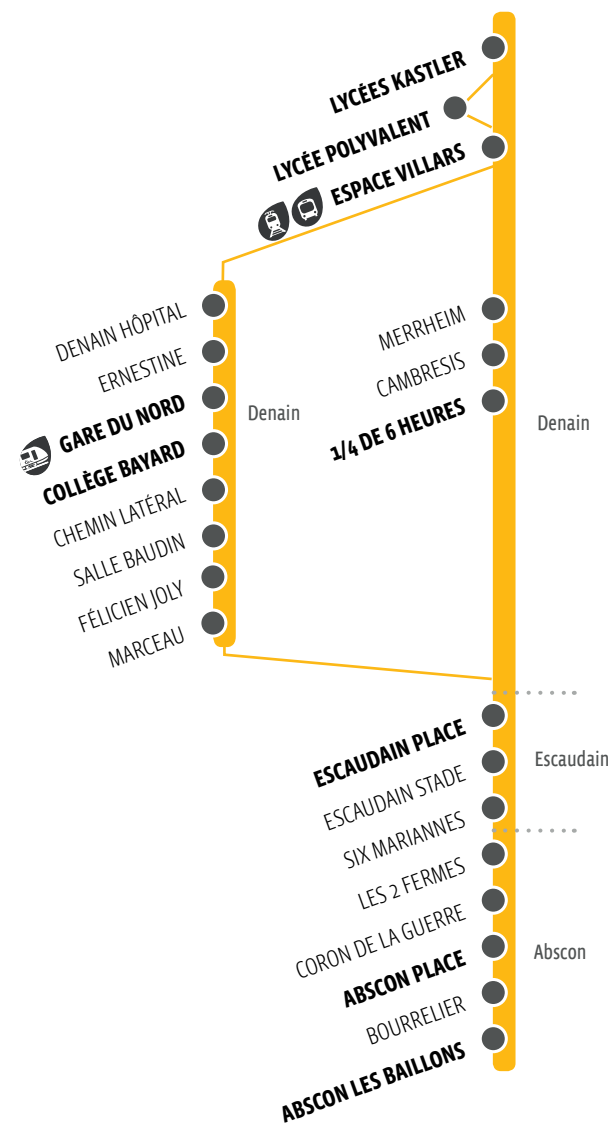 LYCÉES KASTLER
LYCÉE POLYVALENT
ESPACE VILLARS
DENAIN HÔPITAL
ERNESTINE
GARE DU NORD
COLLÈGE BAYARD
CHEMIN LATÉRAL
SALLE BAUDIN
FÉLICIEN JOLY
MARCEAU
Denain
MERRHEIM
CAMBRESIS
1/4 DE 6 HEURES
Denain
ESCAUDAIN PLACE
ESCAUDAIN STADE
SIX MARIANNES
Escaudain
LES 2 FERMES
CORON DE LA GUERRE
ABSCON PLACE
BOURRELIER
ABSCON LES BAILLONS
Abscon